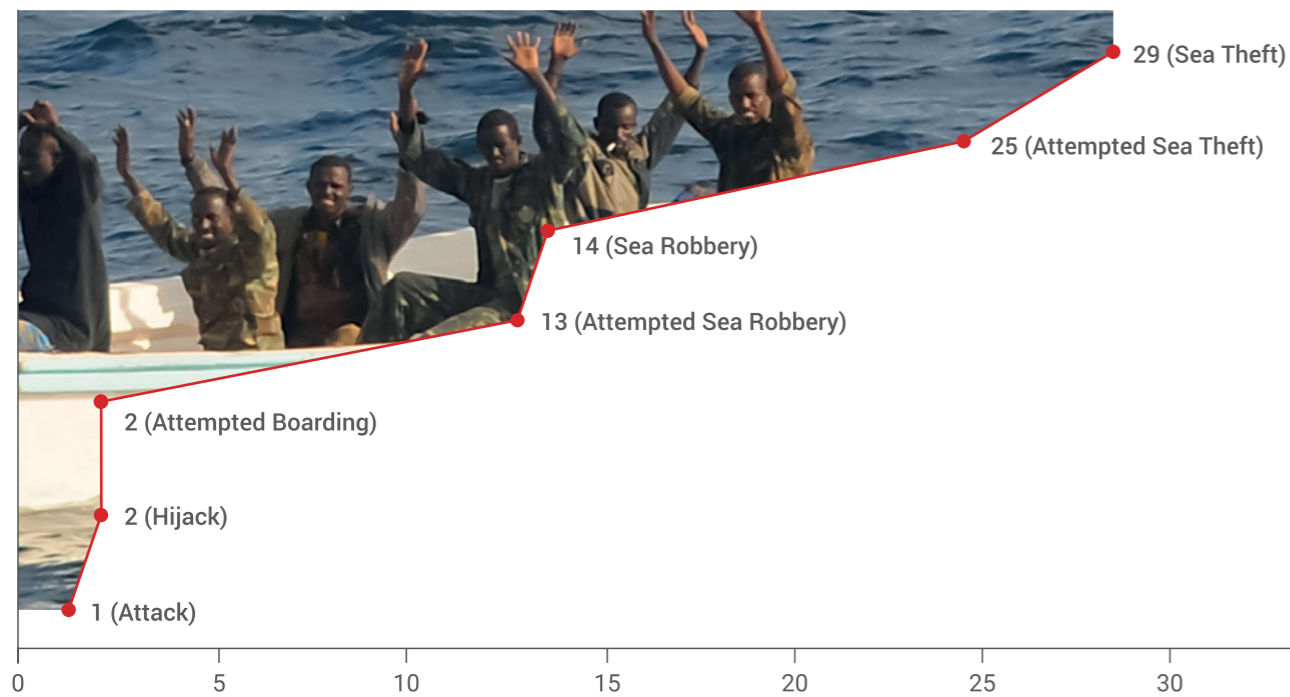 29 (Sea Theft)
25 (Attempted Sea Theft)
14 (Sea Robbery)
13 (Attempted Sea Robbery)
2 (Attempted Boarding)
2 (Hijack)
1 (Attack)
0 5 10 15 20 25 30